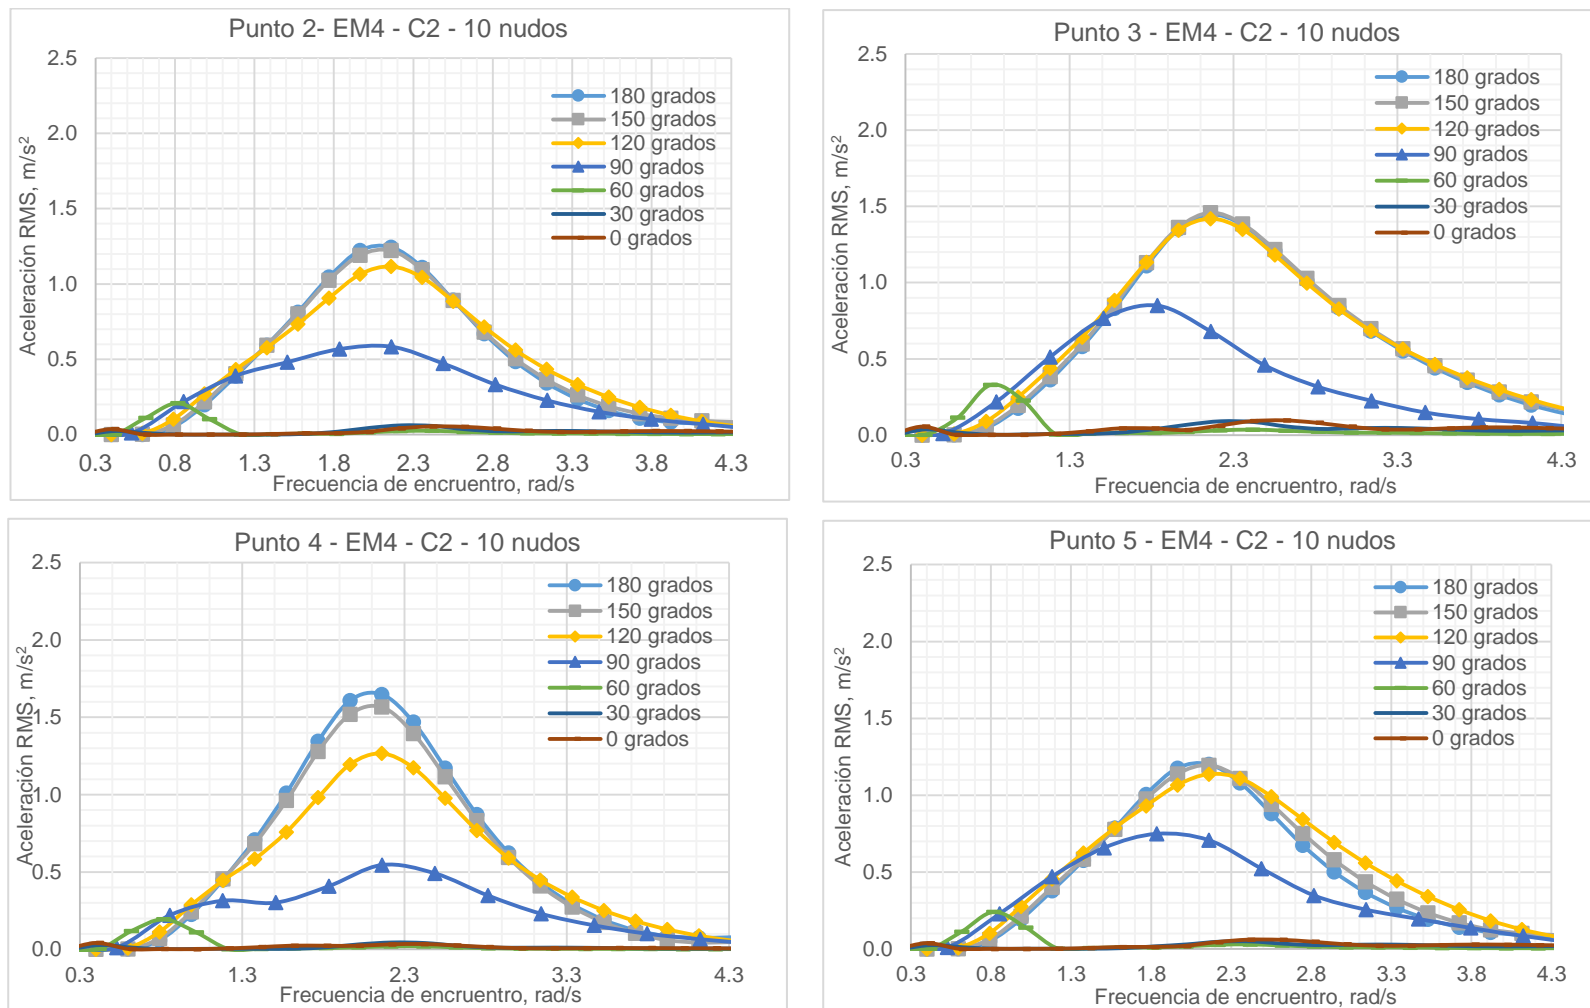 Punto 2- EM4 - C2 - 10 nudos
Aceleración RMS, m/s²
2.5
2.0
1.5
1.0
0.5
0.0
180 grados
150 grados
120 grados
90 grados
60 grados
30 grados
0 grados
0.3 0.8 1.3 1.8 2.3 2.8 3.3 3.8 4.3
Frecuencia de encruentro, rad/s
Punto 3 - EM4 - C2 - 10 nudos
Aceleración RMS, m/s²
2.5
2.0
1.5
1.0
0.5
0.0
180 grados
150 grados
120 grados
90 grados
60 grados
30 grados
0 grados
0.3 1.3 2.3 3.3 4.3
Frecuencia de encruentro, rad/s
Punto 4 - EM4 - C2 - 10 nudos
Aceleración RMS, m/s²
2.5
2.0
1.5
1.0
0.5
0.0
180 grados
150 grados
120 grados
90 grados
60 grados
30 grados
0 grados
0.3 1.3 2.3 3.3 4.3
Frecuencia de encruentro, rad/s
Punto 5 - EM4 - C2 - 10 nudos
Aceleración RMS, m/s²
2.5
2.0
1.5
1.0
0.5
0.0
180 grados
150 grados
120 grados
90 grados
60 grados
30 grados
0 grados
0.3 0.8 1.3 1.8 2.3 2.8 3.3 3.8 4.3
Frecuencia de encruentro, rad/s